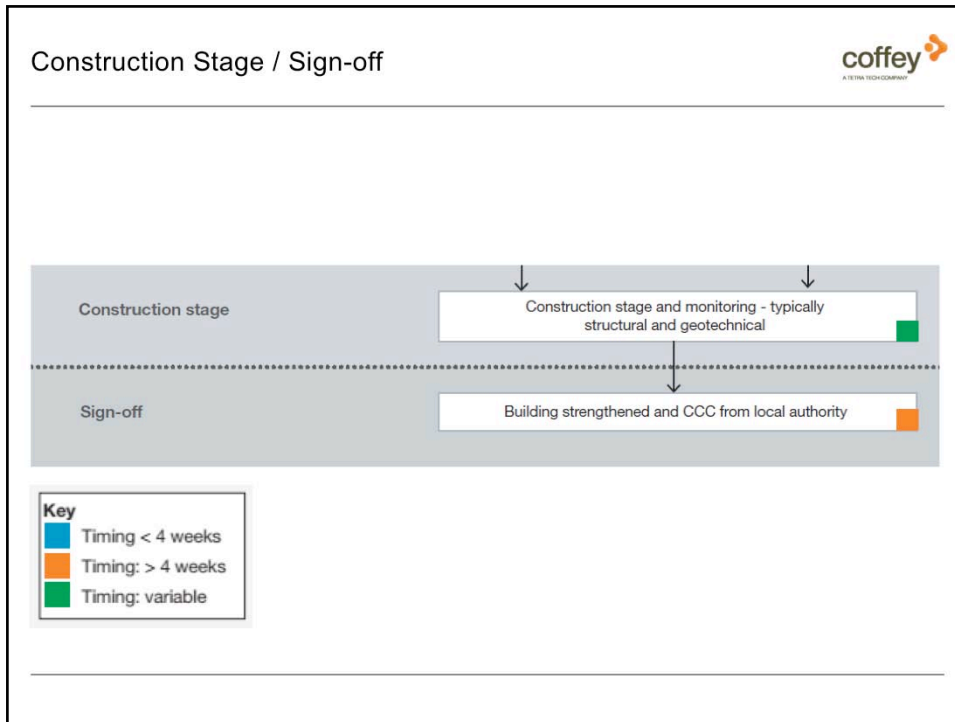 Construction Stage / Sign-off
coffey
A TETRA TECH COMPANY
Construction stage
Construction stage and monitoring - typically
structural and geotechnical
Sign-off
Building strengthened and CCC from local authority
Key
Timing < 4 weeks
Timing: > 4 weeks
Timing: variable